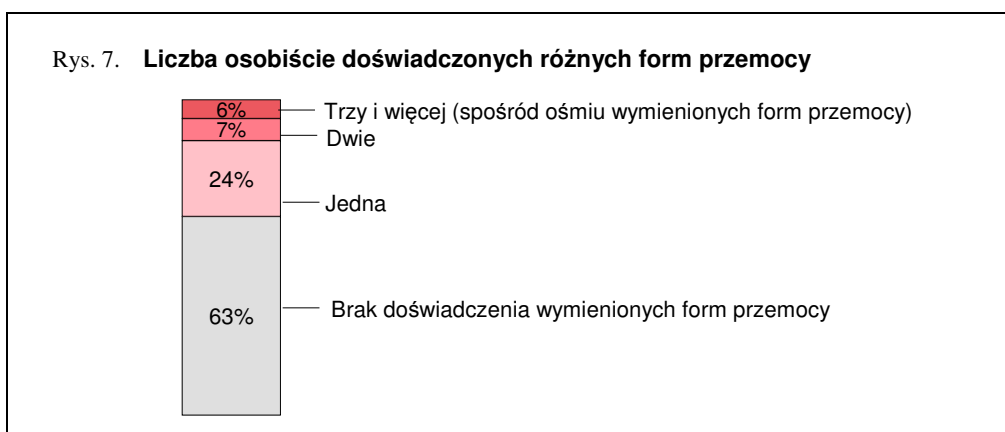 Rys. 7. Liczba osobiście doświadczonych różnych form przemocy
6% Trzy i więcej (spośród ośmiu wymienionych form przemocy)
7% Dwie
24%
Jedna
63% Brak doświadczenia wymienionych form przemocy